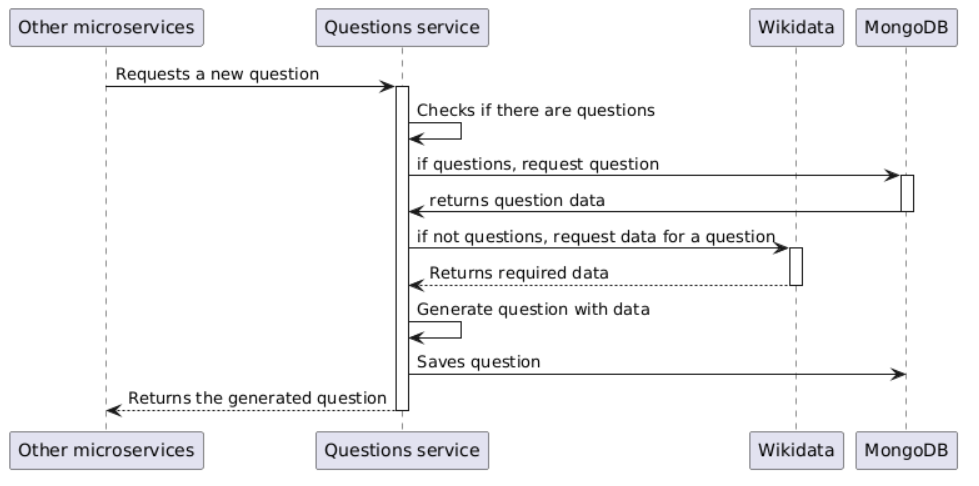 Other microservices
Questions service
Wikidata
MongoDB
Requests a new question
Checks if there are questions
if questions, request question
returns question data
if not questions, request data for a question
Returns required data
Generate question with data
Saves question
Returns the generated question
Other microservices
Questions service
Wikidata
MongoDB